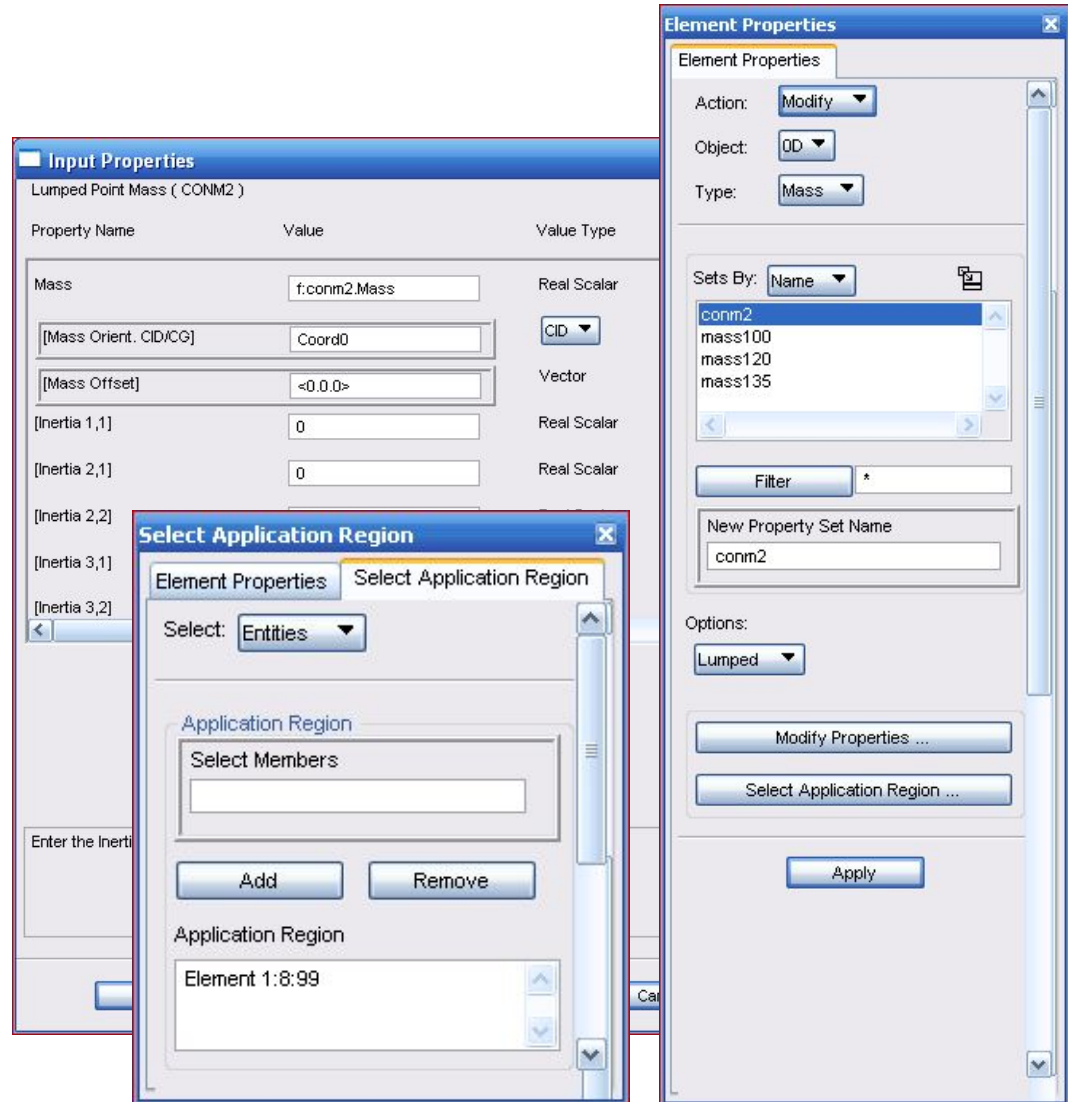 Input Properties
Lumped Point Mass ( CONM2 )
Property Name Value Value Type
Mass f:conm2.Mass Real Scalar
[Mass Orient. CID/CG] Coord0 CID
[Mass Offset] <0.0.0> Vector
[Inertia 1,1] 0 Real Scalar
[Inertia 2,1] 0 Real Scalar
[Inertia 2,2]
[Inertia 3,1]
[Inertia 3,2]
Enter the Inerti
Select Application Region
Element Properties Select Application Region
Select: Entities
Application Region
Select Members
Add Remove
Application Region
Element 1:8:99
Element Properties
Element Properties
Action: Modify
Object: 0D
Type: Mass
Sets By: Name
conm2
mass100
mass120
mass135
Filter *
New Property Set Name
conm2
Options:
Lumped
Modify Properties ...
Select Application Region ...
Apply